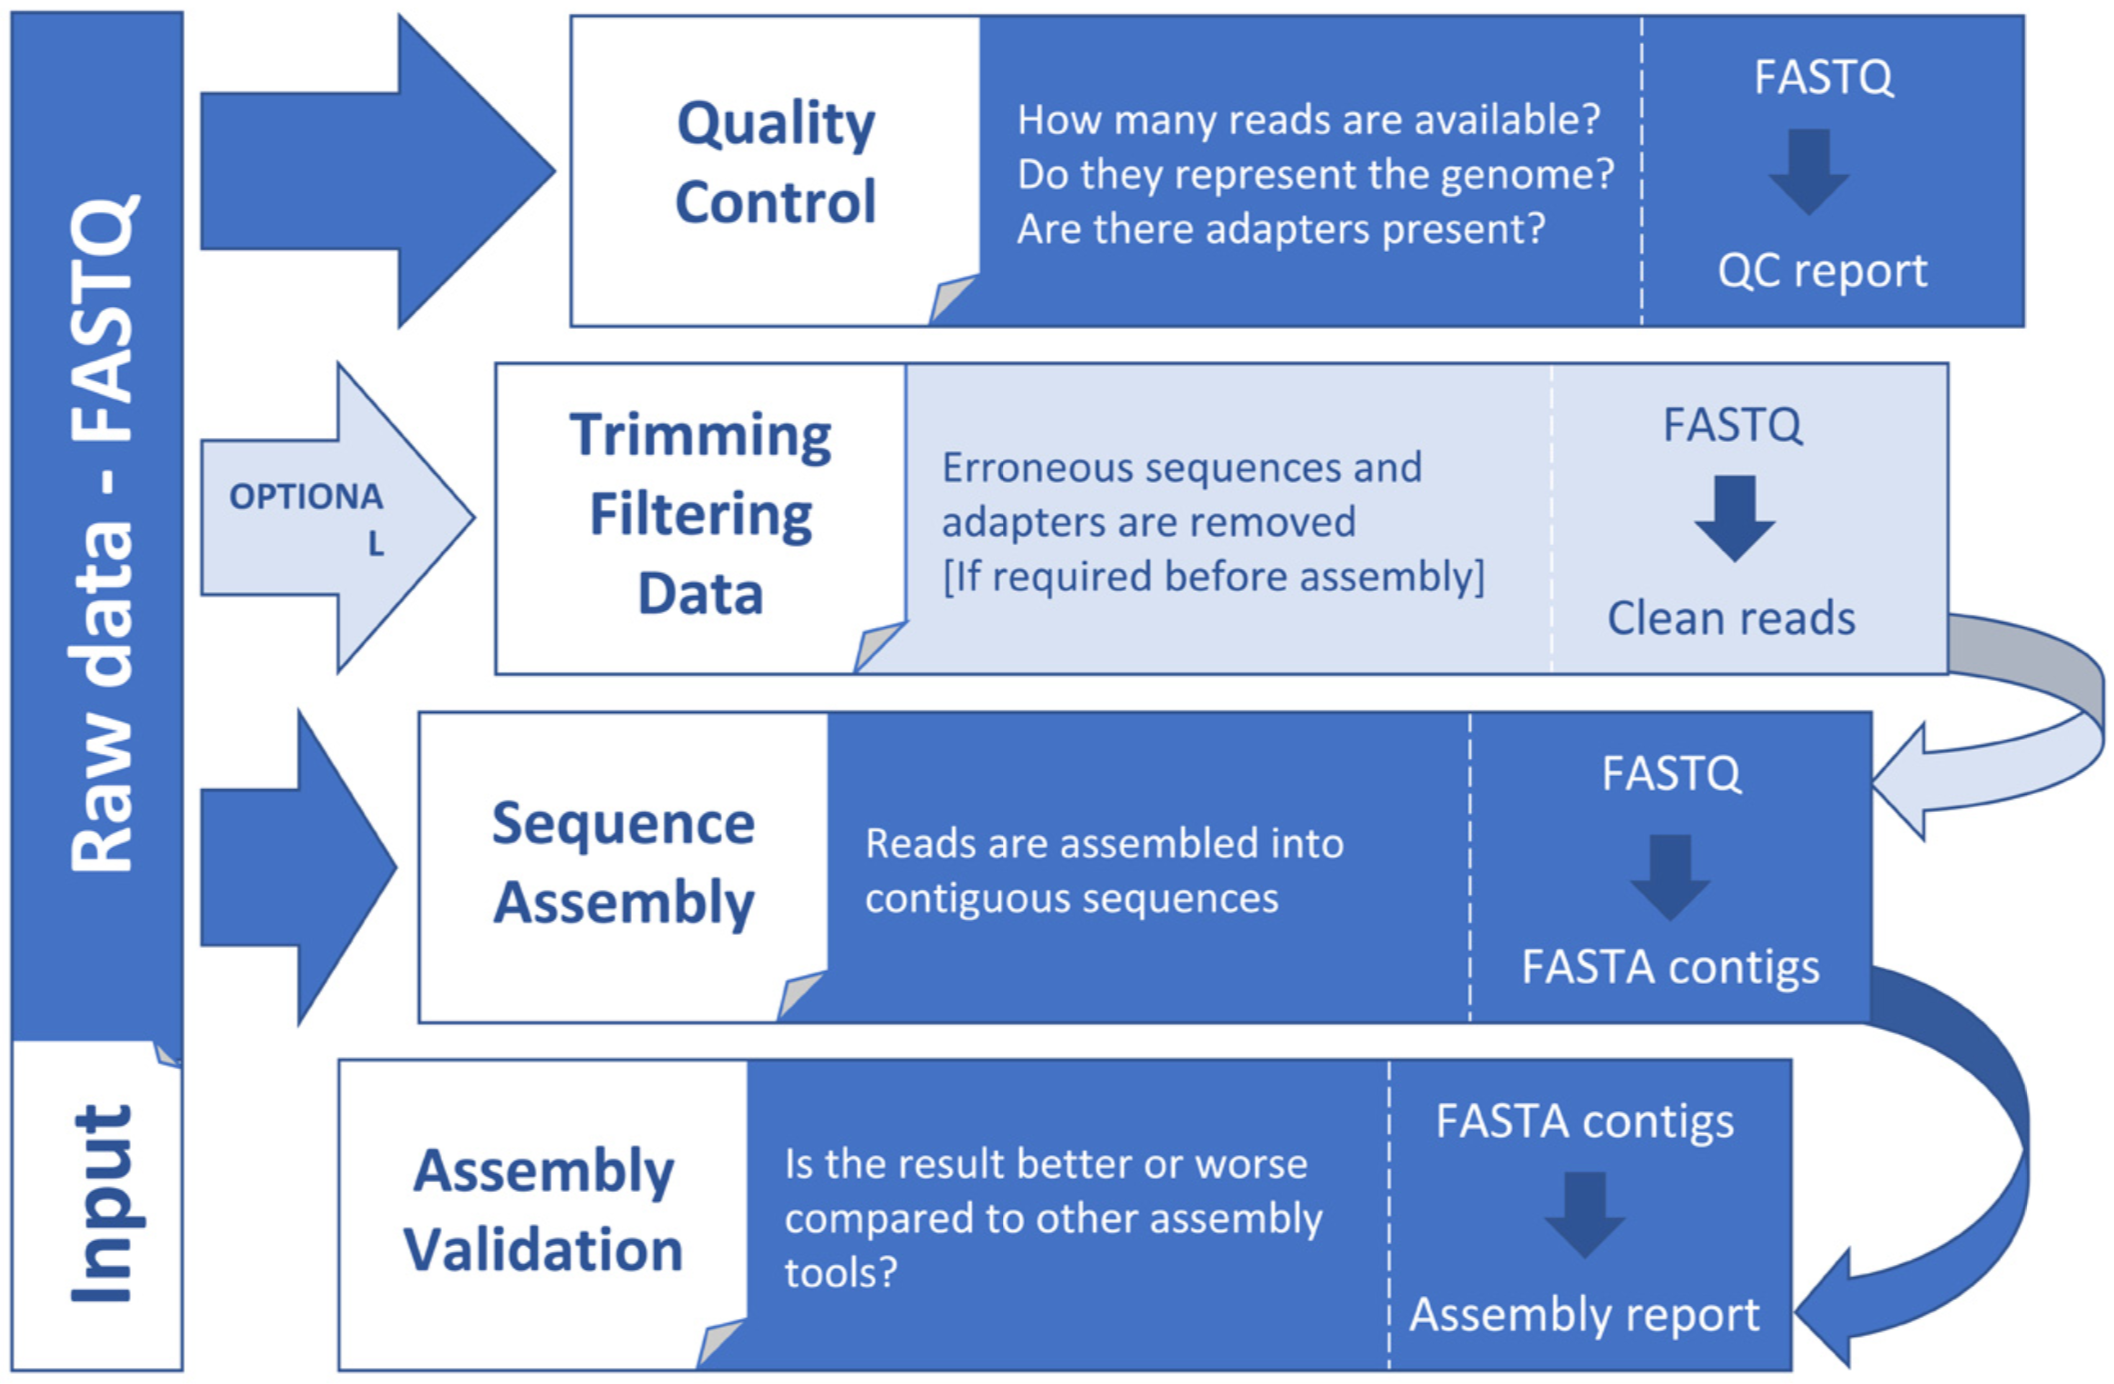 Raw data - FASTQ
Input
Quality
Control
How many reads are available?
Do they represent the genome?
Are there adapters present?
FASTQ
QC report
OPTIONA
L
Trimming
Filtering
Data
Erroneous sequences and
adapters are removed
[If required before assembly]
FASTQ
Clean reads
Sequence
Assembly
Reads are assembled into
contiguous sequences
FASTQ
FASTA contigs
Assembly
Validation
Is the result better or worse
compared to other assembly
tools?
FASTA contigs
Assembly report